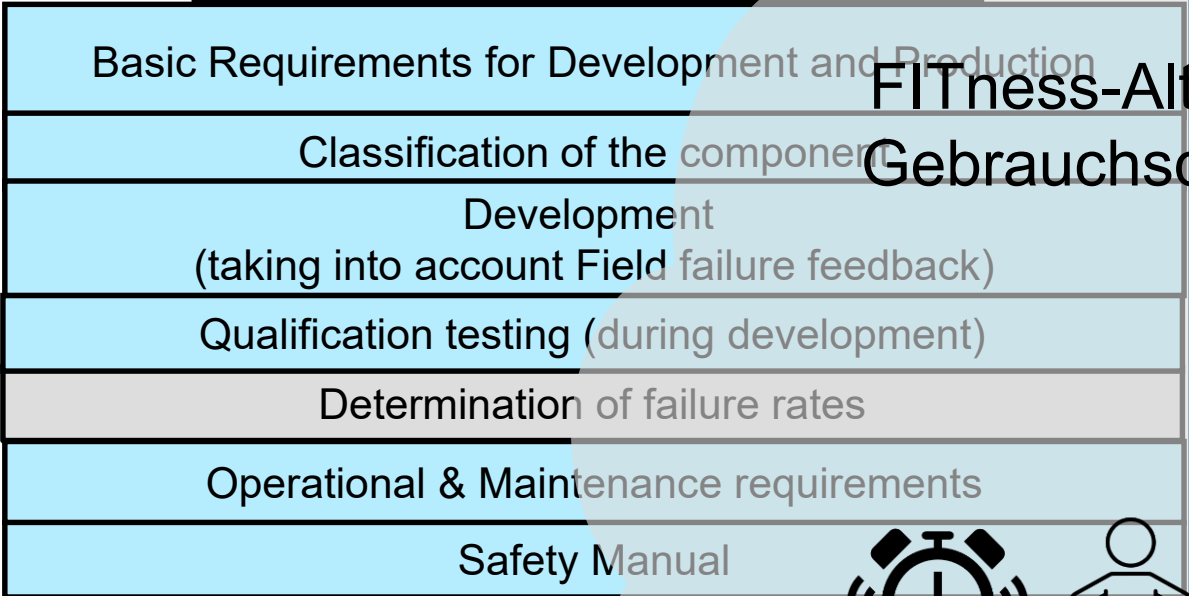 Basic Requirements for Development and Production
FITness-Alt
Classification of the component
Gebrauchs
Development
(taking into account Field failure feedback)
Qualification testing (during development)
Determination of failure rates
Operational & Maintenance requirements
Safety Manual